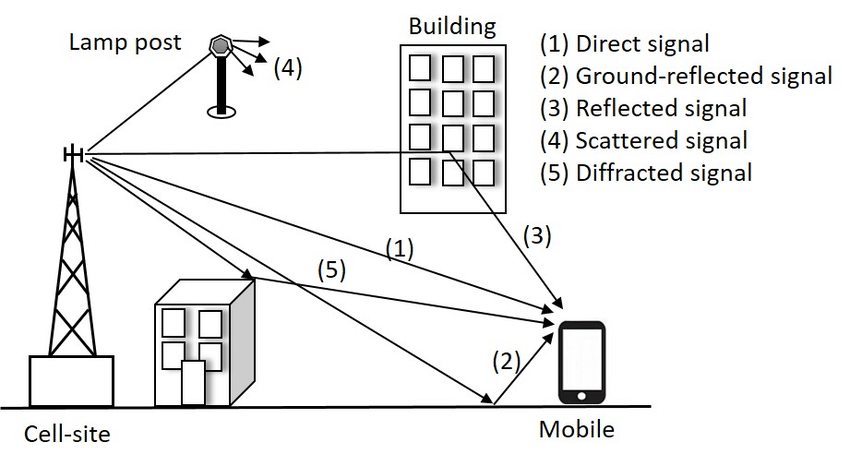 Building
Lamp post
(4)
(1) Direct signal
(2) Ground-reflected signal
(3) Reflected signal
(4) Scattered signal
(5) Diffracted signal
(3)
(1)
(5)
(2)
Cell-site
Mobile